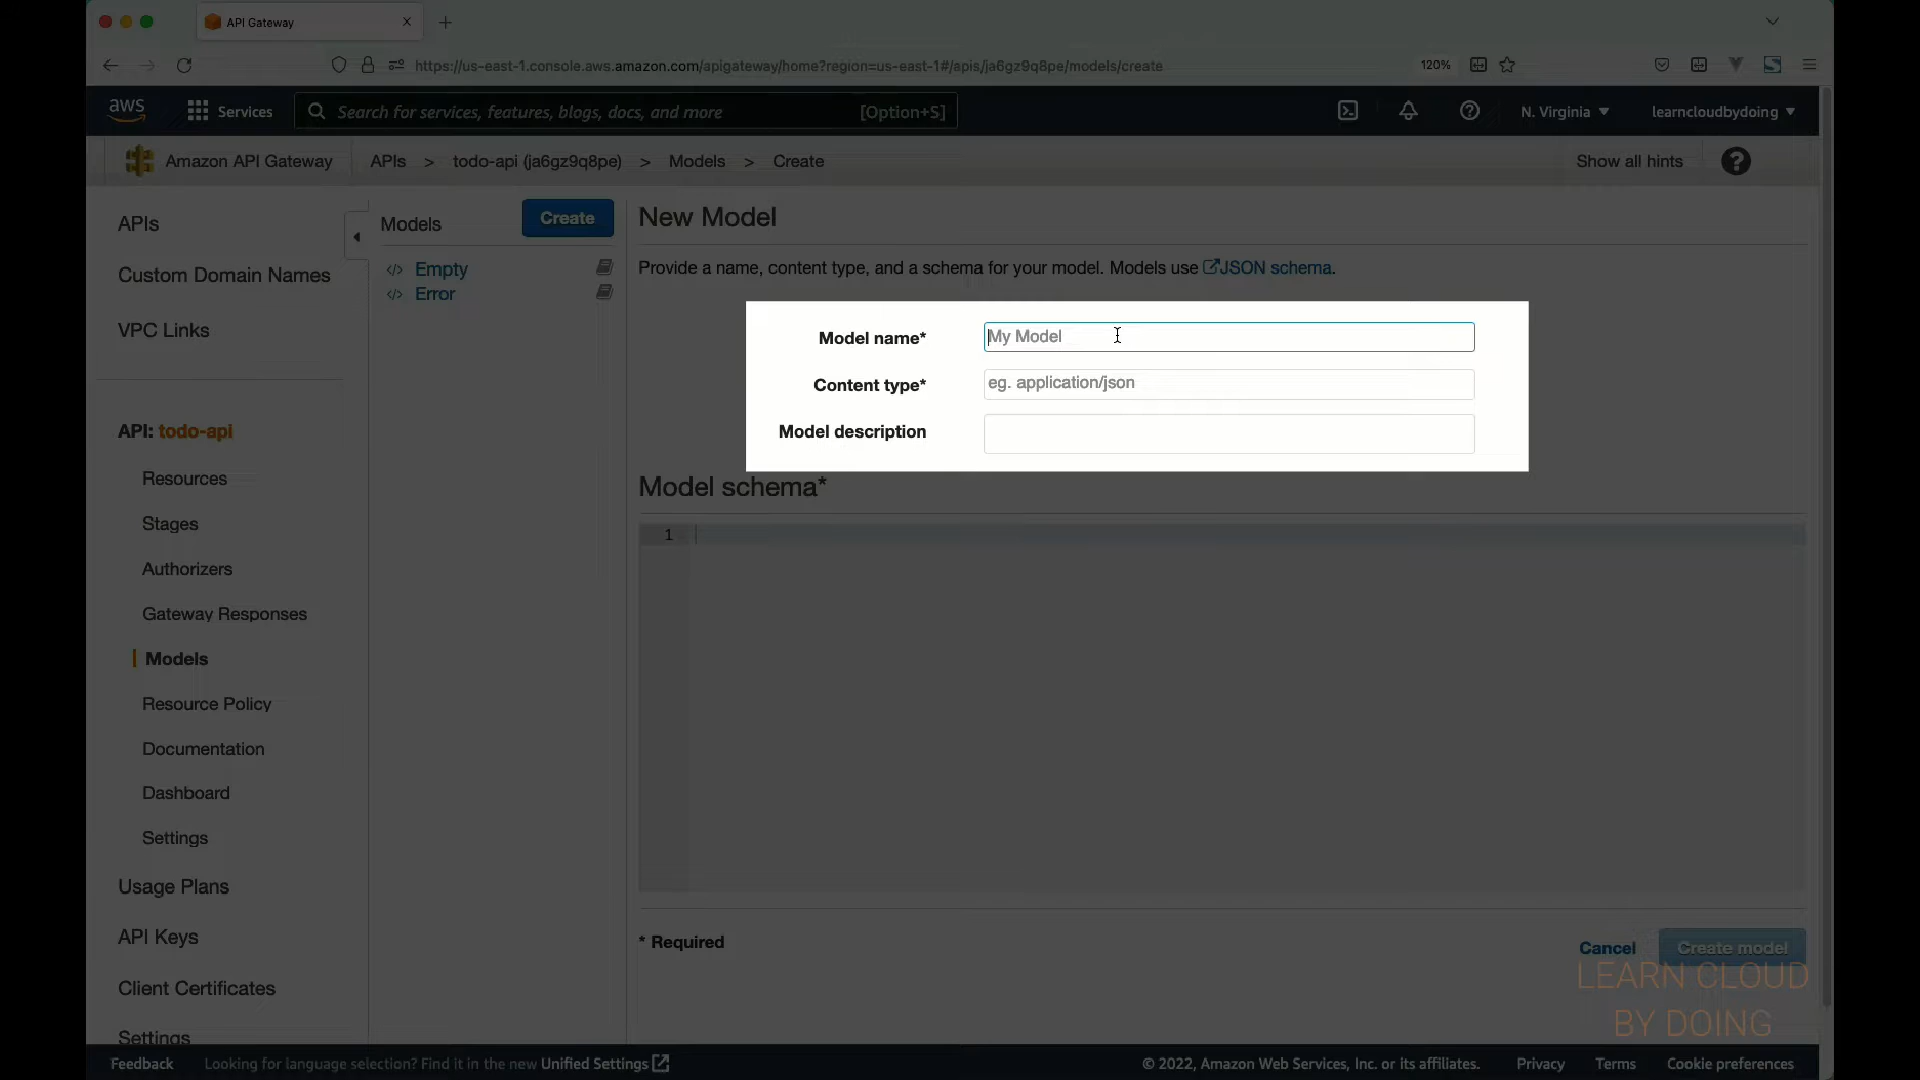 API Gateway
https://us-east-1.console.aws.amazon.com/apigateway/home?region=us-east-1#/apis/ja6gz9q8pe/models/create
120%
aws
Services
Search for services, features, blogs, docs, and more
[Option+S]
N. Virginia
learncloudbydoing
Amazon API Gateway
APIs > todo-api (ja6gz9q8pe) > Models > Create
Show all hints
APIs
Custom Domain Names
VPC Links
API: todo-api
Resources
Stages
Authorizers
Gateway Responses
Models
Resource Policy
Documentation
Dashboard
Settings
Usage Plans
API Keys
Client Certificates
Settings
Models
Create
Empty
Error
New Model
Provide a name, content type, and a schema for your model. Models use JSON schema.
Model name*
My Model
Content type*
eg. application/json
Model description
Model schema*
1
* Required
Cancel
Create model
LEARN CLOUD
BY DOING
Feedback
Looking for language selection? Find it in the new Unified Settings
© 2022, Amazon Web Services, Inc. or its affiliates.
Privacy
Terms
Cookie preferences